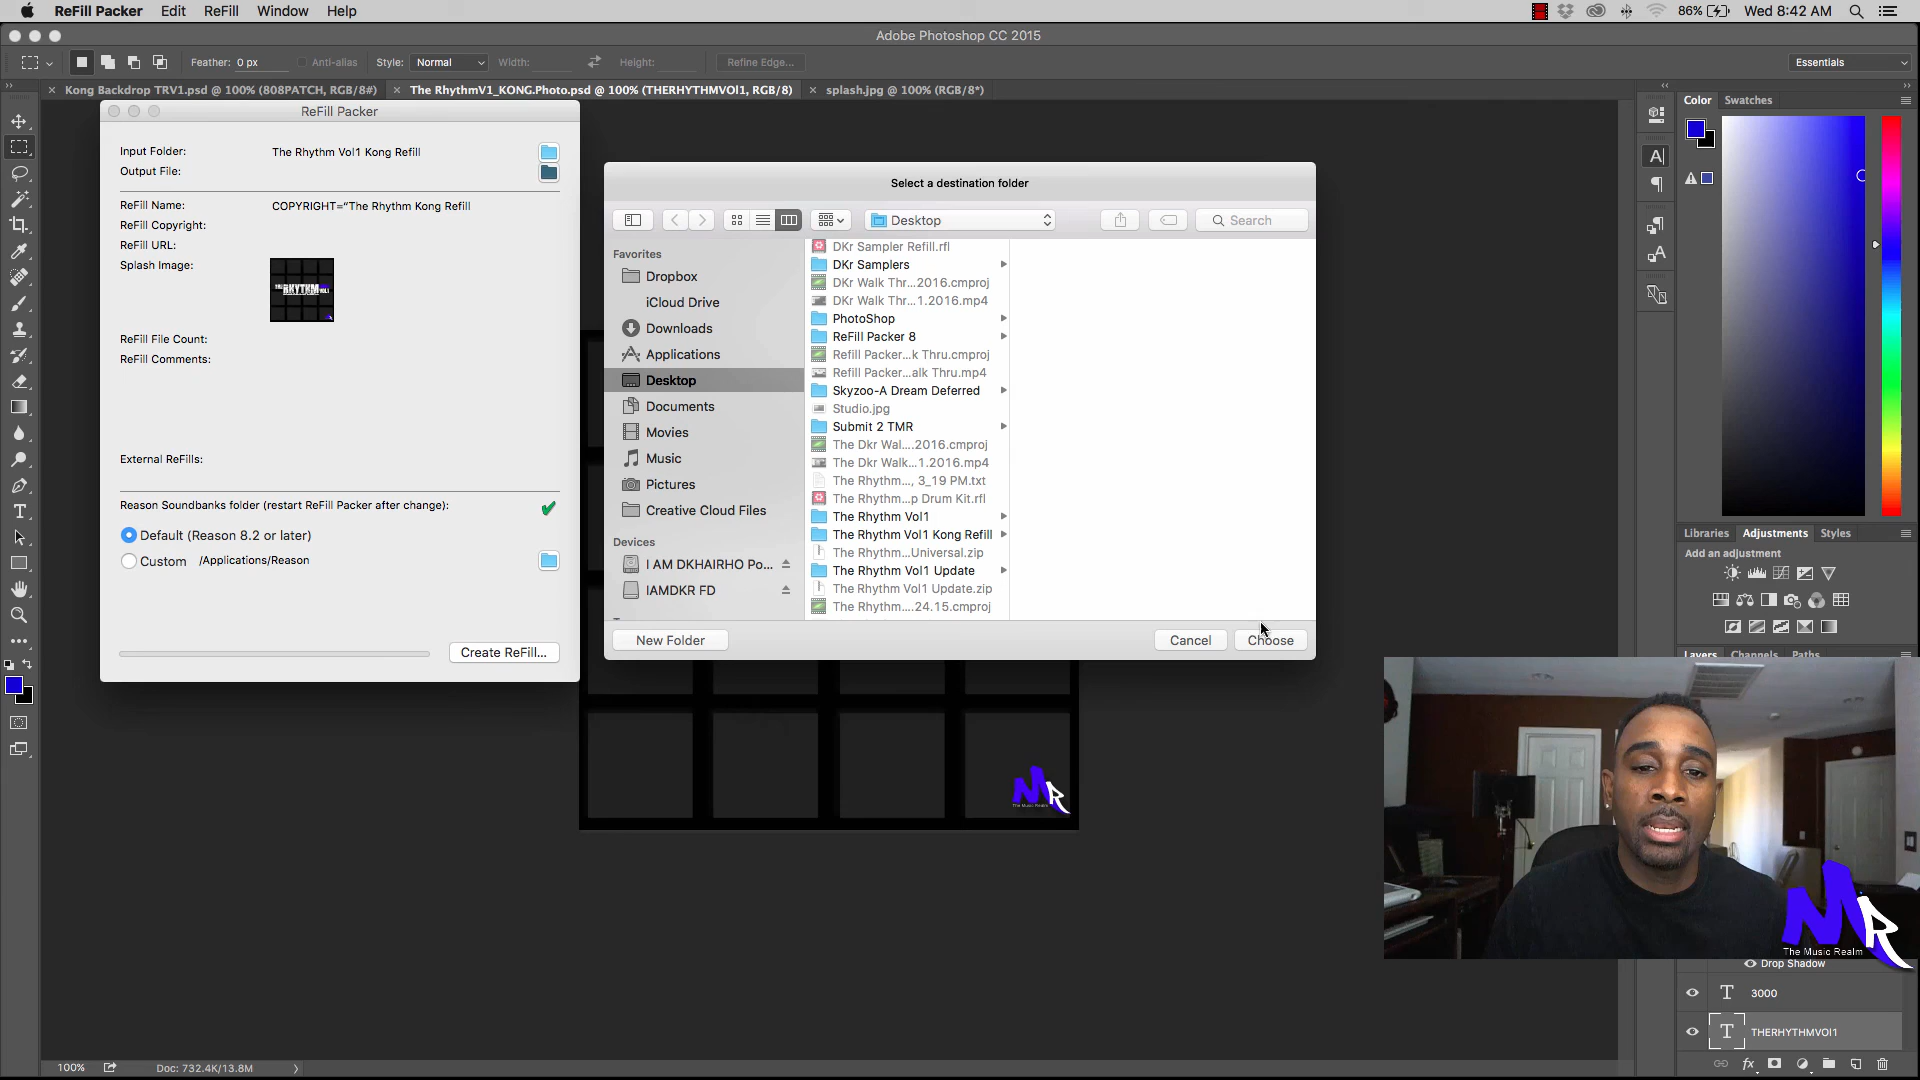 ReFill Packer Edit ReFill Window Help 86% Wed 8:42 AM
Adobe Photoshop CC 2015
Feather: 0 px Anti-alias Style: Normal Width: Height: Refine Edge... Essentials
Kong Backdrop TRV1.psd @ 100% (808PATCH, RGB/8#) The RhythmV1_KONG.Photo.psd @ 100% (THERHYTHMVOl1, RGB/8) splash.jpg @ 100% (RGB/8*)
ReFill Packer
Input Folder: The Rhythm Vol1 Kong Refill
Output File:
ReFill Name: COPYRIGHT=“The Rhythm Kong Refill
ReFill Copyright:
ReFill URL:
Splash Image:
RHYTHM
ReFill File Count:
ReFill Comments:
External ReFills:
Reason Soundbanks folder (restart ReFill Packer after change):
Default (Reason 8.2 or later)
Custom /Applications/Reason
Create ReFill...
Select a destination folder
Desktop
Search
Favorites
Dropbox
iCloud Drive
Downloads
Applications
Desktop
Documents
Movies
Music
Pictures
Creative Cloud Files
Devices
I AM DKHAIRHO Po...
IAMDKR FD
DKr Sampler Refill.rfl
DKr Samplers
DKr Walk Thr...2016.cmproj
DKr Walk Thr...1.2016.mp4
PhotoShop
ReFill Packer 8
Refill Packer...k Thru.cmproj
Refill Packer...alk Thru.mp4
Skyzoo-A Dream Deferred
Studio.jpg
Submit 2 TMR
The Dkr Wal....2016.cmproj
The Dkr Walk...1.2016.mp4
The Rhythm..., 3_19 PM.txt
The Rhythm...p Drum Kit.rfl
The Rhythm Vol1
The Rhythm Vol1 Kong Refill
The Rhythm...Universal.zip
The Rhythm Vol1 Update
The Rhythm Vol1 Update.zip
The Rhythm....24.15.cmproj
New Folder Cancel Choose
Color Swatches
Libraries Adjustments Styles
Add an adjustment
Layers Channels Paths
MR
MR
The Music Realm
Drop Shadow
3000
THERHYTHMVOl1
fx
100% Doc: 732.4K/13.8M